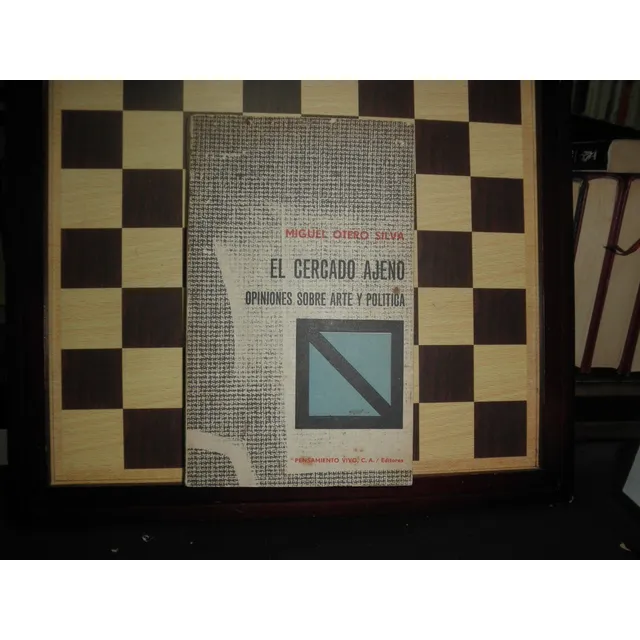 MIGUEL OTERO SILVA
EL CERCADO AJENO
OPINIONES SOBRE ARTE Y POLITICA
PENSAMIENTO VIVO, C. A. / Editores